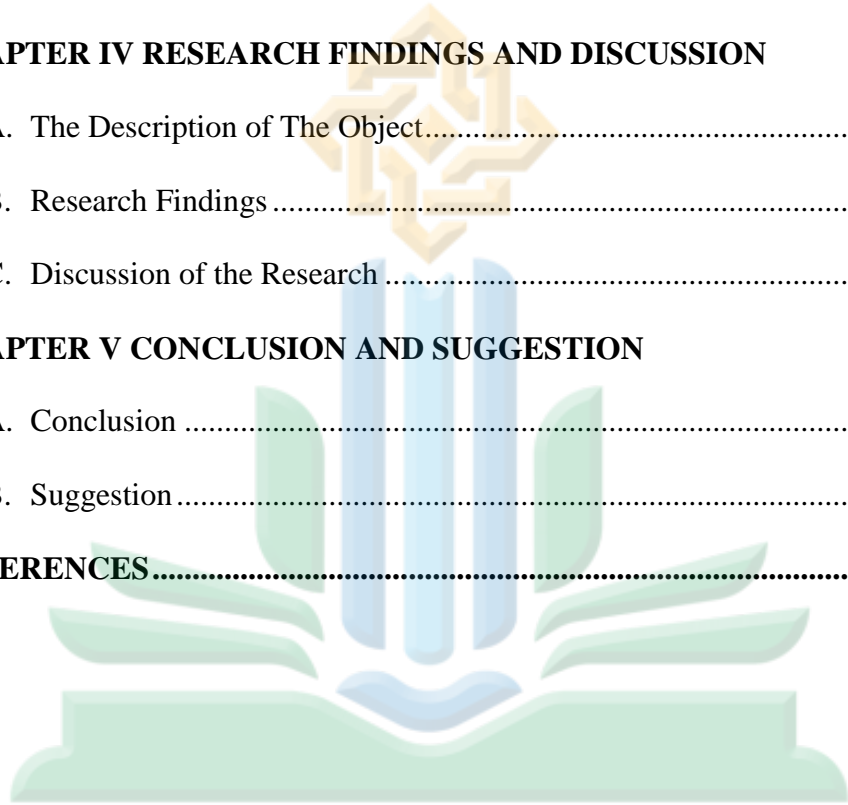 APTER IV RESEARCH FINDINGS AND DISCUSSION
A. The Description of The Object..........................................................
B. Research Findings..........................................................
C. Discussion of the Research..........................................................
APTER V CONCLUSION AND SUGGESTION
A. Conclusion..........................................................
B. Suggestion..........................................................
ERENCES..........................................................